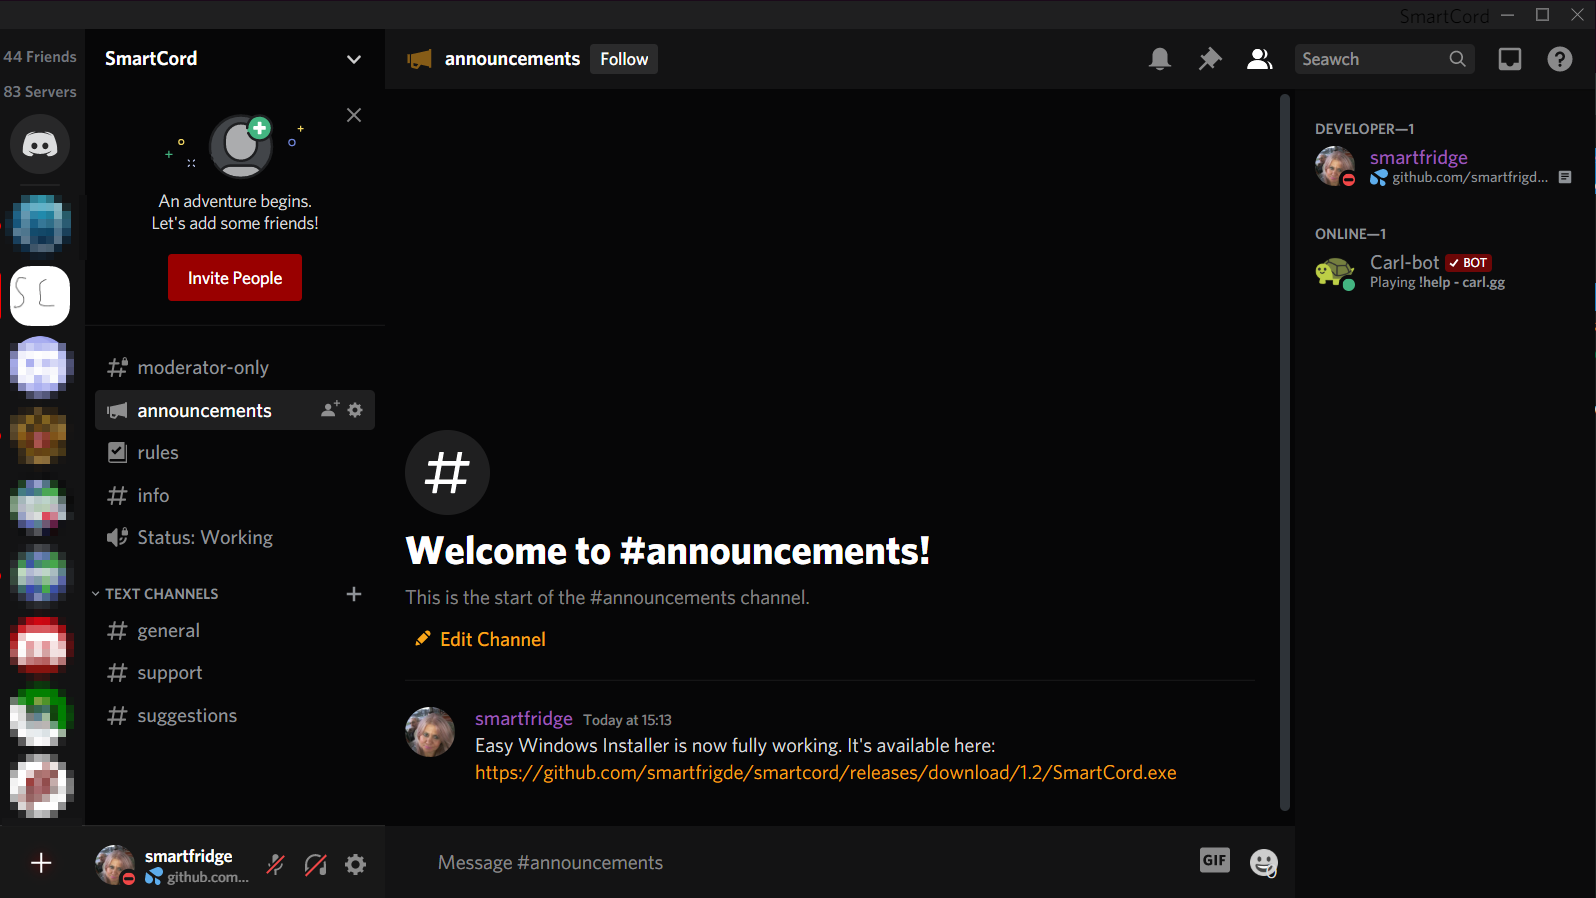 SmartCord
44 Friends
83 Servers
SL
SmartCord
An adventure begins.
Let's add some friends!
Invite People
moderator-only
announcements
rules
info
Status: Working
TEXT CHANNELS
general
support
suggestions
smartfridge
github.com...
announcements
Follow
Seawch
Welcome to #announcements!
This is the start of the #announcements channel.
Edit Channel
smartfridge Today at 15:13
Easy Windows Installer is now fully working. It's available here:
https://github.com/smartfrigde/smartcord/releases/download/1.2/SmartCord.exe
Message #announcements
GIF
DEVELOPER—1
smartfridge
github.com/smartfrigd...
ONLINE—1
Carl-bot BOT
Playing !help - carl.gg